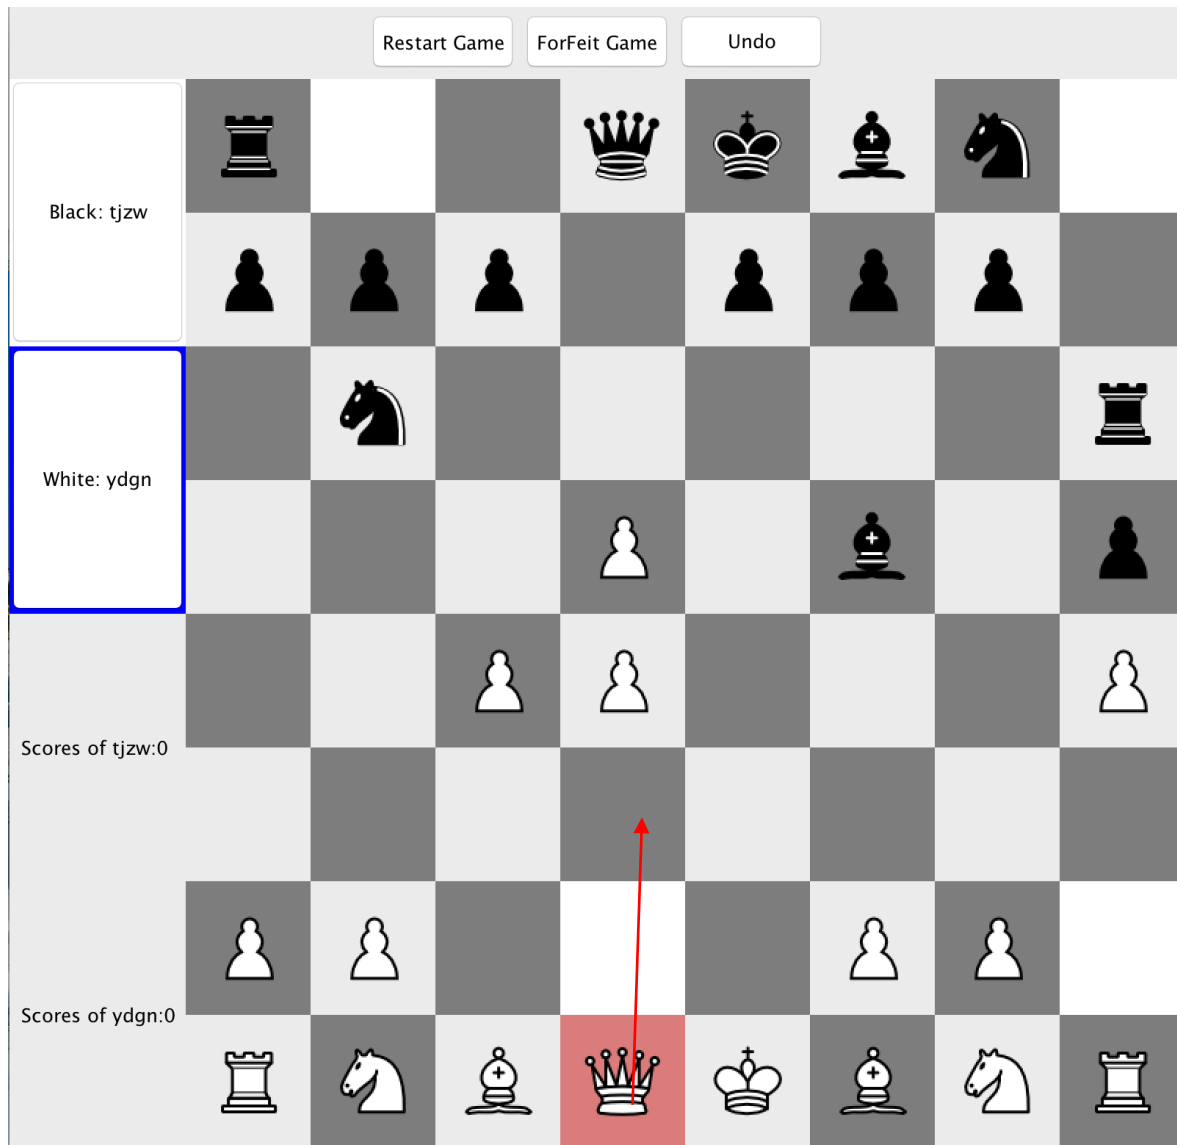 Restart Game
ForFeit Game
Undo
Black: tjzw
White: ydgn
Scores of tjzw:0
Scores of ydgn:0